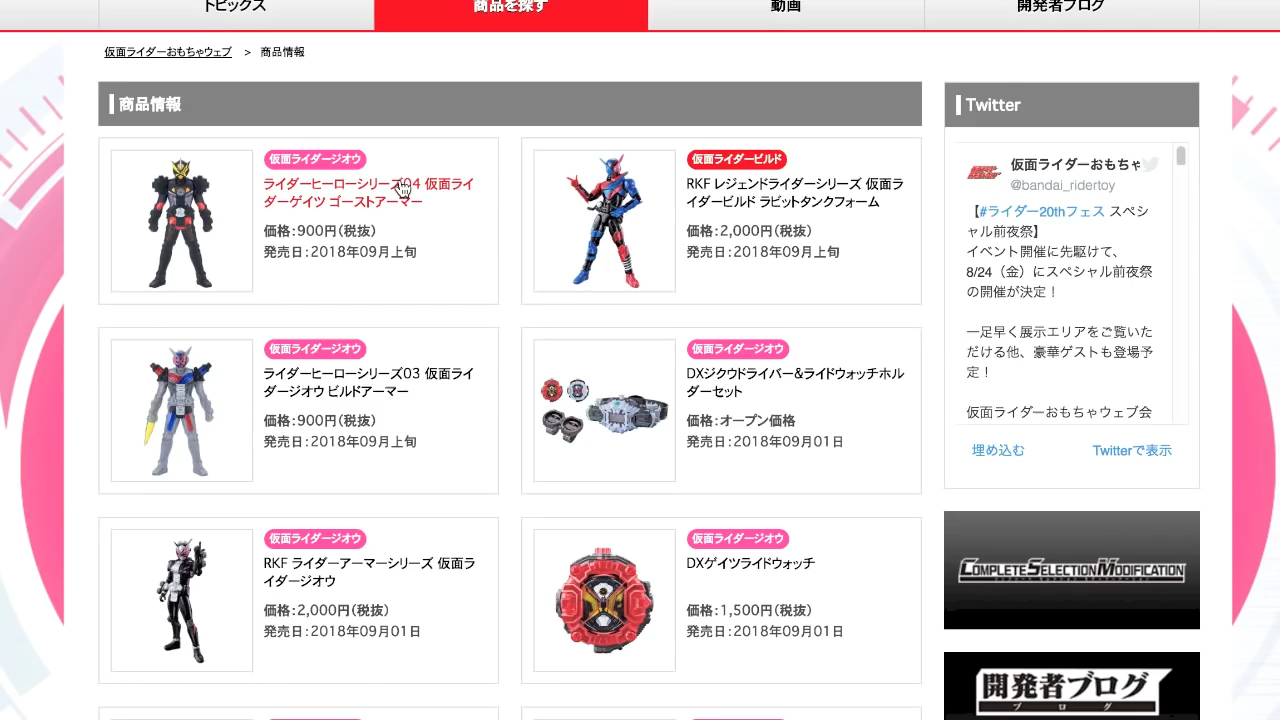 トピックス
商品を探す
動画
開発者ブログ
仮面ライダーおもちゃウェブ > 商品情報
商品情報
仮面ライダージオウ
ライダーヒーローシリーズ04 仮面ライ
ダーゲイツ ゴーストアーマー
価格:900円(税抜)
発売日:2018年09月上旬
仮面ライダービルド
RKF レジェンドライダーシリーズ 仮面ラ
イダービルド ラビットタンクフォーム
価格:2,000円(税抜)
発売日:2018年09月上旬
仮面ライダージオウ
ライダーヒーローシリーズ03 仮面ライ
ダージオウ ビルドアーマー
価格:900円(税抜)
発売日:2018年09月上旬
仮面ライダージオウ
DXジクウドライバー&ライドウォッチホル
ダーセット
価格:オープン価格
発売日:2018年09月01日
仮面ライダージオウ
RKF ライダーアーマーシリーズ 仮面ラ
イダージオウ
価格:2,000円(税抜)
発売日:2018年09月01日
仮面ライダージオウ
DXゲイツライドウォッチ
価格:1,500円(税抜)
発売日:2018年09月01日
Twitter
仮面ライダーおもちゃ
@bandai_ridertoy
【#ライダー20thフェス スペシ
ャル前夜祭】
イベント開催に先駆けて、
8/24（金）にスペシャル前夜祭
の開催が決定！
一足早く展示エリアをご覧いた
だける他、豪華ゲストも登場予
定！
仮面ライダーおもちゃウェブ会
埋め込む
Twitterで表示
COMPLETE SELECTION MODIFICATION
開発者ブログ
ブログ